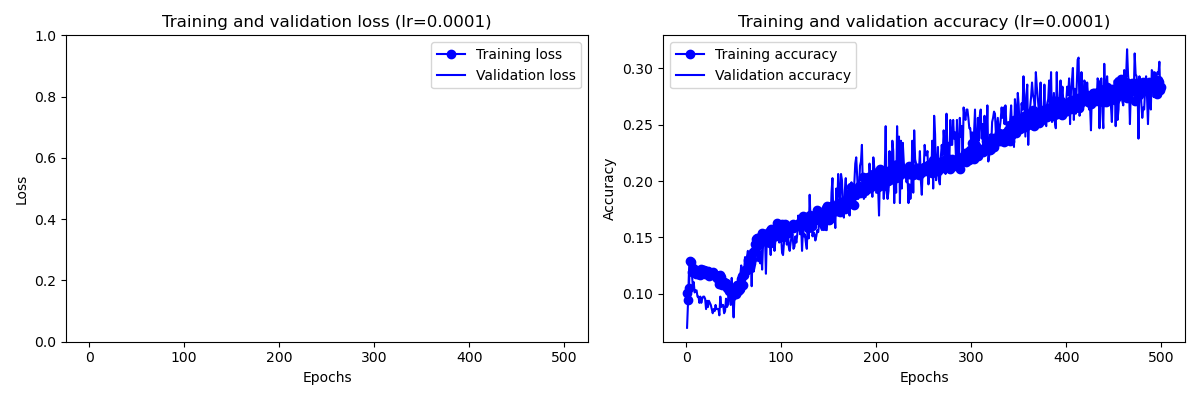 Training and validation loss (lr=0.0001)
Training loss
Validation loss
Loss
1.0
0.8
0.6
0.4
0.2
0.0
0 100 200 300 400 500
Epochs
Training and validation accuracy (lr=0.0001)
Training accuracy
Validation accuracy
Accuracy
0.30
0.25
0.20
0.15
0.10
0 100 200 300 400 500
Epochs